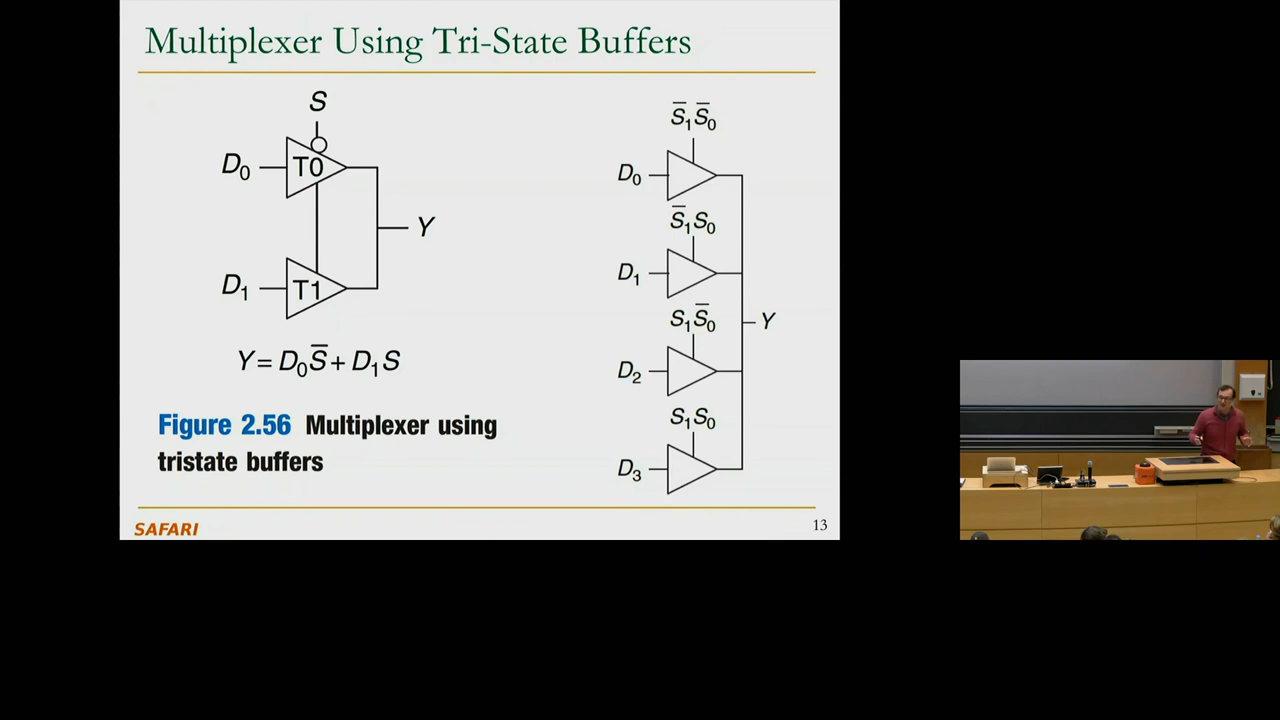 Multiplexer Using Tri-State Buffers
S
D₀
T0
Y
D₁
T1
Y = D₀S̅ + D₁S
Figure 2.56 Multiplexer using
tristate buffers
S̅₁S̅₀
D₀
S̅₁S₀
D₁
S₁S̅₀
Y
D₂
S₁S₀
D₃
SAFARI
13